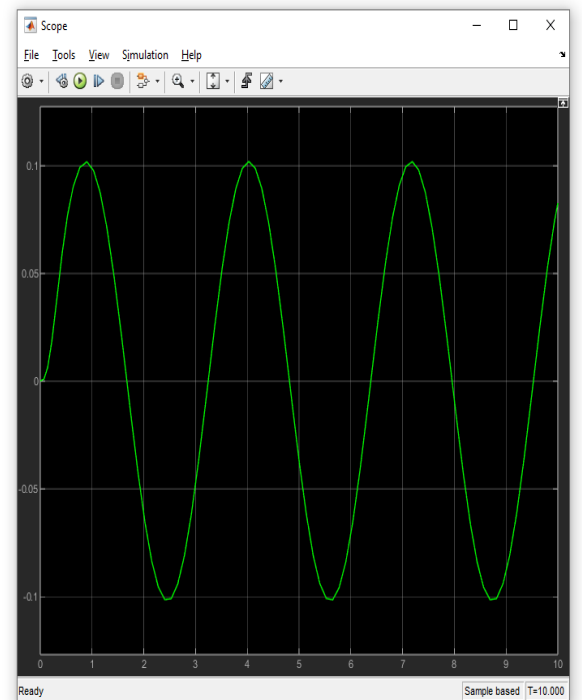 Scope
File Tools View Simulation Help
0.1
0.05
0
-0.05
-0.1
0 1 2 3 4 5 6 7 8 9 10
Ready Sample based T=10.000